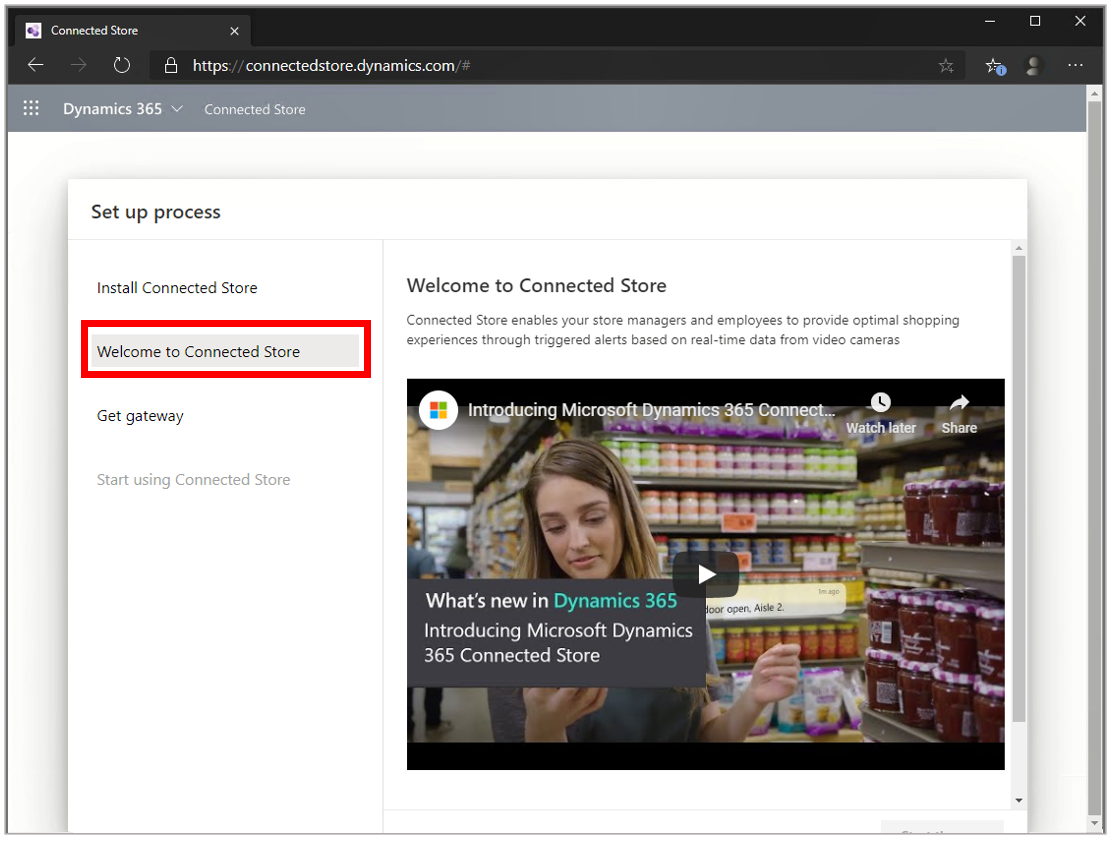 Connected Store
https://connectedstore.dynamics.com/#
Dynamics 365
Connected Store
Set up process
Install Connected Store
Welcome to Connected Store
Get gateway
Start using Connected Store
Welcome to Connected Store
Connected Store enables your store managers and employees to provide optimal shopping
experiences through triggered alerts based on real-time data from video cameras
Introducing Microsoft Dynamics 365 Connect...
Watch later
Share
1m ago
door open, Aisle 2.
What's new in Dynamics 365
Introducing Microsoft Dynamics
365 Connected Store